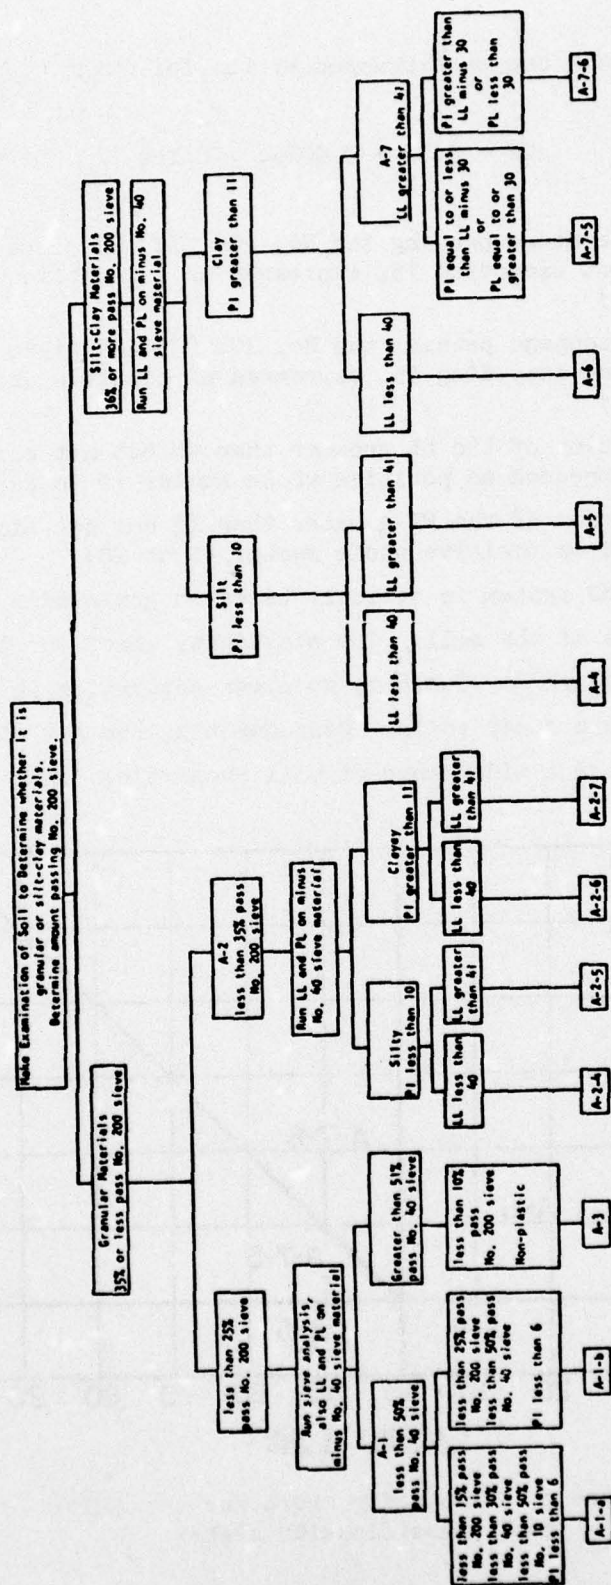 Make Examination of Soil to Determine whether it is
granular or silt-clay materials.
Determine amount passing No. 200 sieve.
Granular Materials
35% or less pass No. 200 sieve
Silt-Clay Materials
36% or more pass No. 200 sieve
Run LL and PL on minus No. 40
sieve material
less than 25%
pass No. 200 sieve
A-2
less than 35% pass
No. 200 sieve
Silt
PI less than 10
Clay
PI greater than 11
Run sieve analysis,
also LL and PL on
minus No. 40 sieve material
Run LL and PL on minus
No. 40 sieve material
A-1
less than 50%
pass No. 40 sieve
Greater than 51%
pass No. 40 sieve
Silty
PI less than 10
Clayey
PI greater than 11
LL less than 40
LL greater than 41
LL less than 40
A-7
LL greater than 41
less than 15% pass
No. 200 sieve
less than 30% pass
No. 40 sieve
less than 50% pass
No. 10 sieve
PI less than 6
less than 25% pass
No. 200 sieve
less than 50% pass
No. 40 sieve
PI less than 6
less than 10%
pass
No. 200 sieve
Non-plastic
LL less than
40
LL greater
than 41
LL less than
40
LL greater
than 41
PI equal to or less
than LL minus 30
or
PL equal to or
greater than 30
PI greater than
LL minus 30
or
PL less than
30
A-1-a
A-1-b
A-3
A-2-4
A-2-5
A-2-6
A-2-7
A-4
A-5
A-6
A-7-5
A-7-6